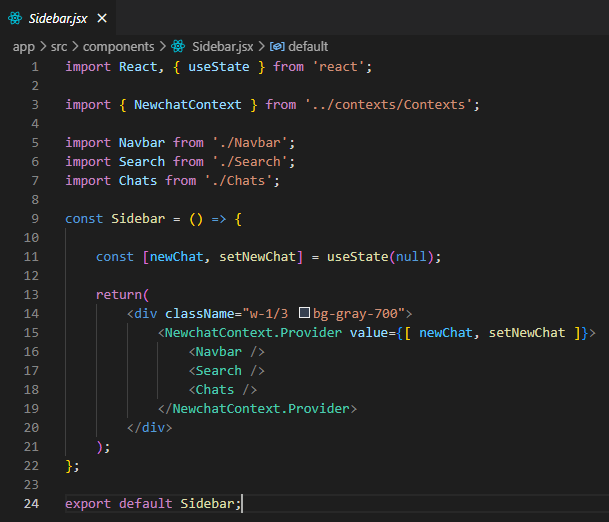 Sidebar.jsx ×
app > src > components > Sidebar.jsx > default
1 import React, { useState } from 'react';
2
3 import { NewchatContext } from '../contexts/Contexts';
4
5 import Navbar from './Navbar';
6 import Search from './Search';
7 import Chats from './Chats';
8
9 const Sidebar = () => {
10
11     const [newChat, setNewChat] = useState(null);
12
13     return(
14         <div className="w-1/3 bg-gray-700">
15             <NewchatContext.Provider value={[ newChat, setNewChat ]}>
16                 <Navbar />
17                 <Search />
18                 <Chats />
19             </NewchatContext.Provider>
20         </div>
21     );
22 };
23
24 export default Sidebar;